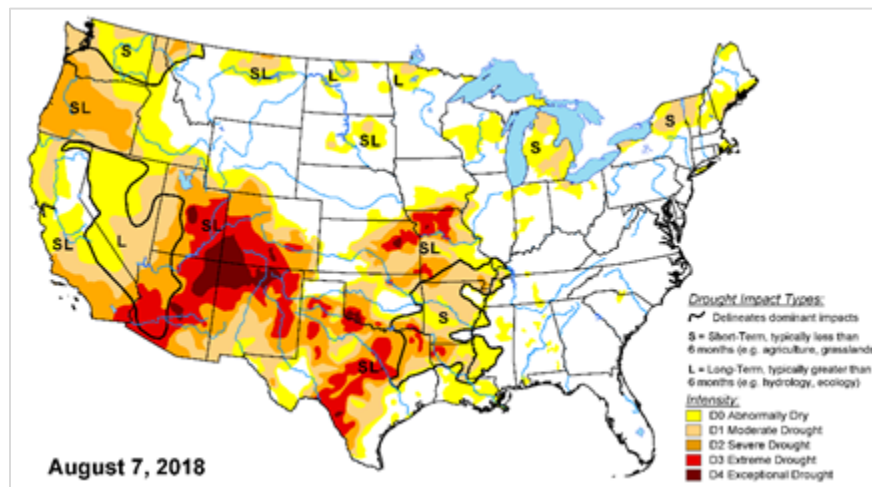 S
SL
L
L
SL
SL
S
S
SL
SL
L
SL
S
SL
SL
Drought Impact Types:
Delineates dominant impacts
S = Short-Term, typically less than
6 months (e.g. agriculture, grasslands
L = Long-Term, typically greater than
6 months (e.g. hydrology, ecology)
Intensity:
D0 Abnormally Dry
D1 Moderate Drought
D2 Severe Drought
D3 Extreme Drought
D4 Exceptional Drought
August 7, 2018